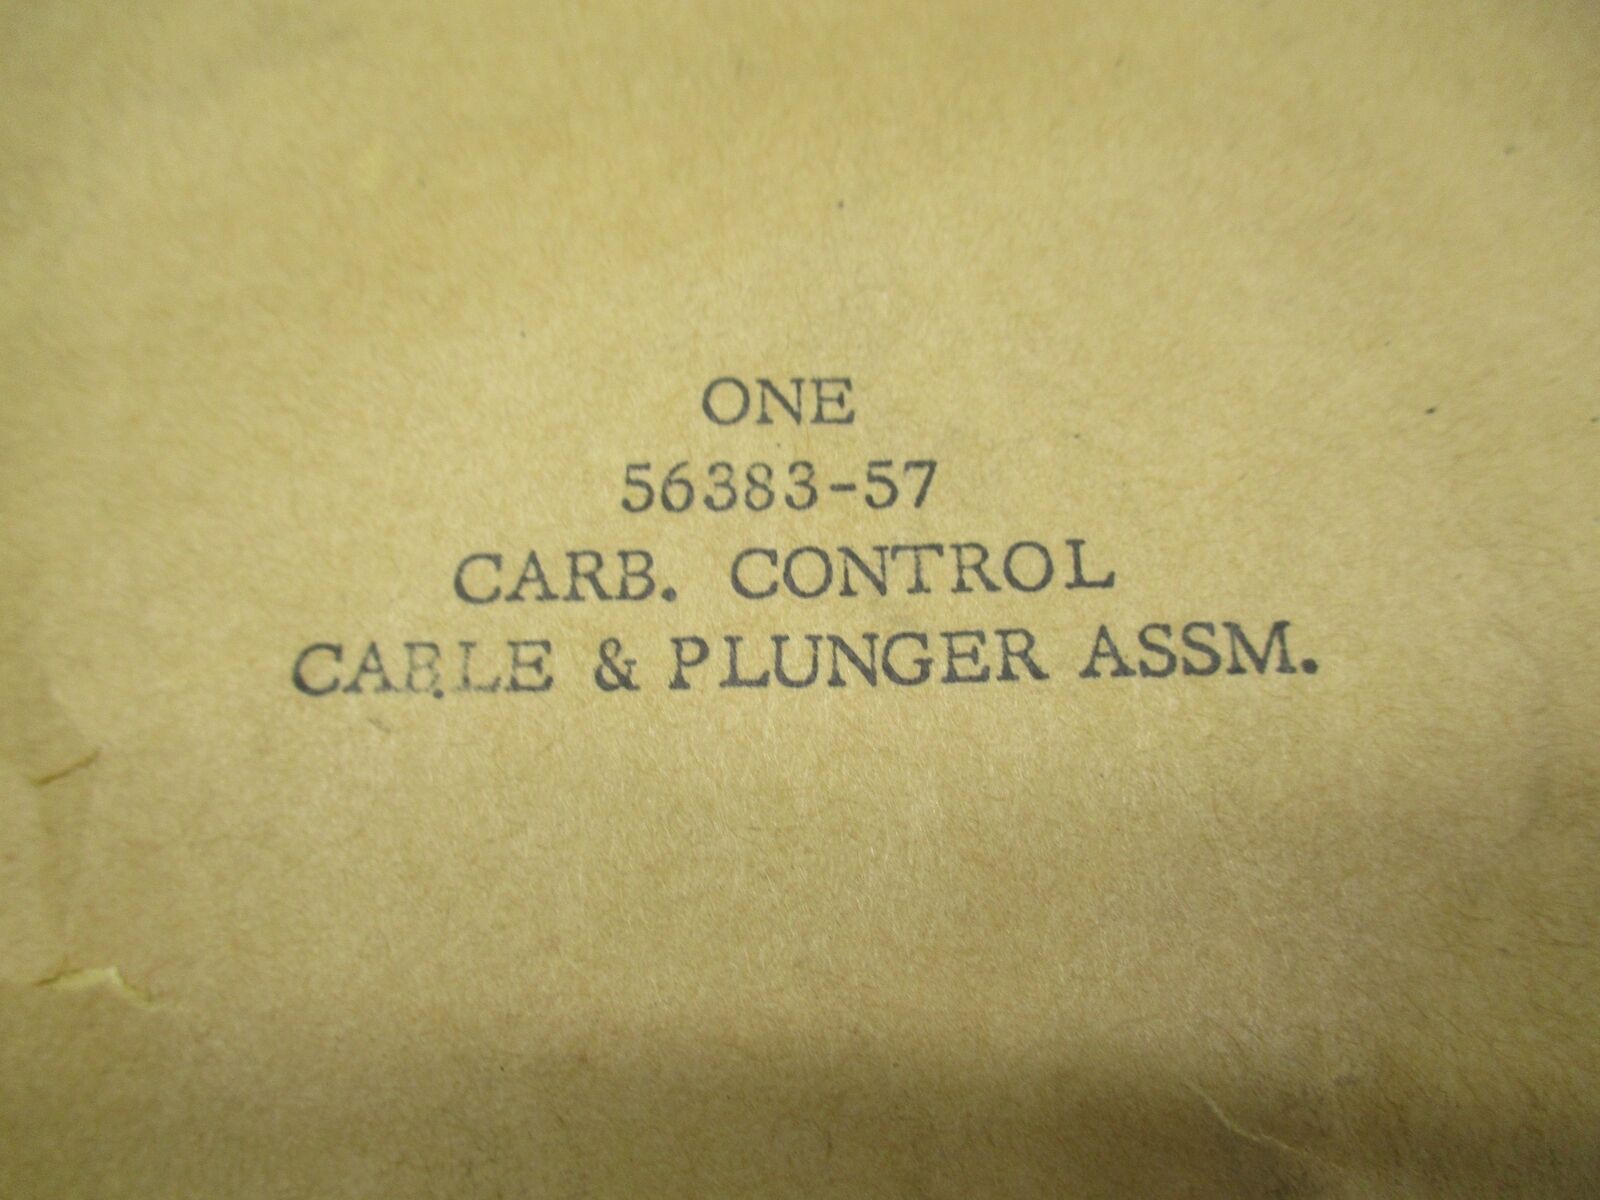 ONE
56383-57
CARB. CONTROL
CABLE & PLUNGER ASSM.